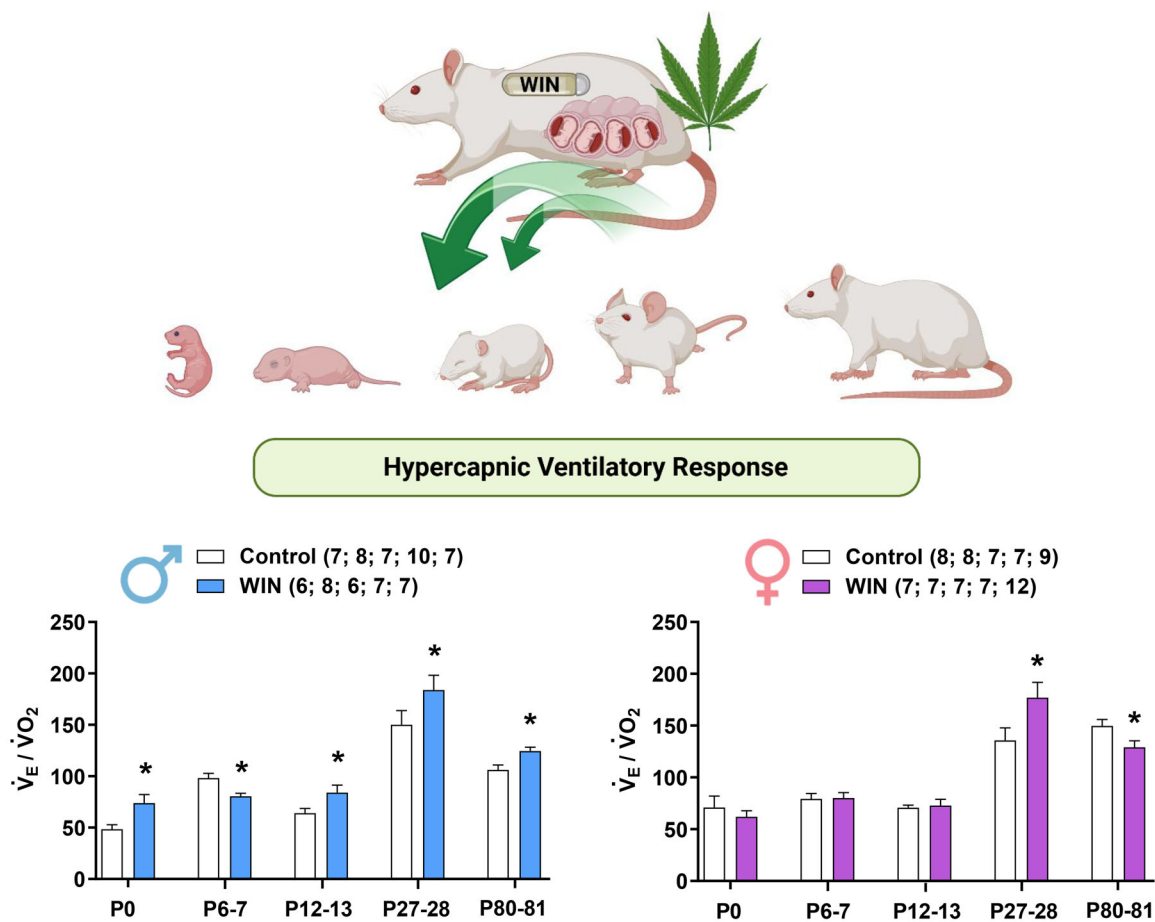 WIN
Hypercapnic Ventilatory Response
Control (7; 8; 7; 10; 7)
WIN (6; 8; 6; 7; 7)
250
200
150
100
50
0
V̇E / V̇O₂
*
*
*
*
*
P0 P6-7 P12-13 P27-28 P80-81
Control (8; 8; 7; 7; 9)
WIN (7; 7; 7; 7; 12)
250
200
150
100
50
0
V̇E / V̇O₂
*
*
P0 P6-7 P12-13 P27-28 P80-81